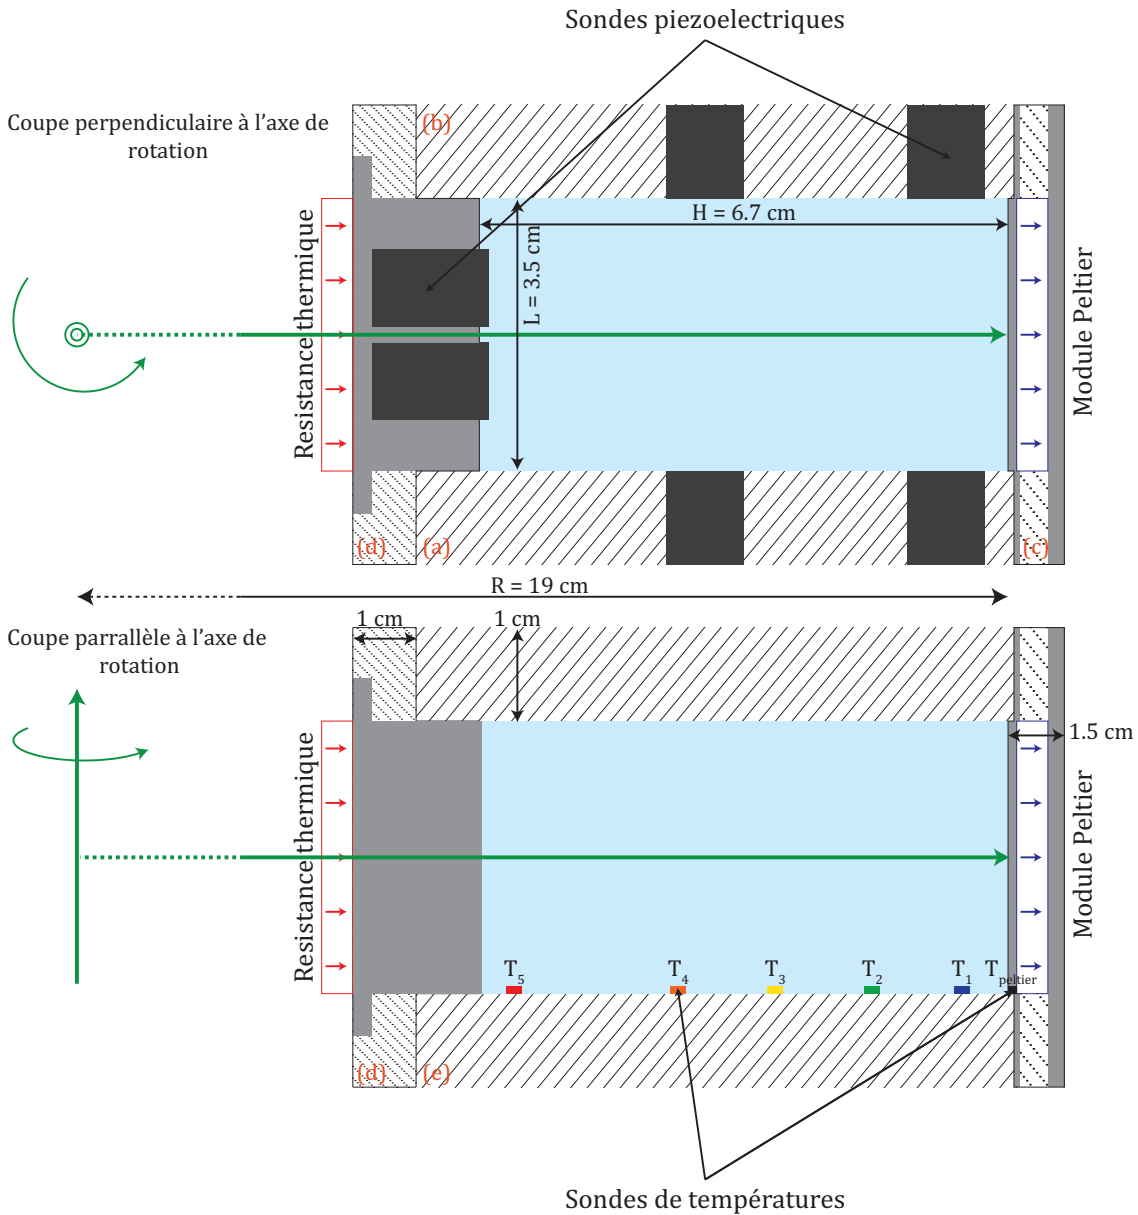 Sondes piezoelectriques
Coupe perpendiculaire à l'axe de
rotation
(b)
H = 6.7 cm
L = 3.5 cm
Resistance thermique
Module Peltier
(d)
(a)
(c)
R = 19 cm
1 cm
1 cm
Coupe parrallèle à l'axe de
rotation
1.5 cm
Resistance thermique
Module Peltier
T5
T4
T3
T2
T1
Tpeltier
(d)
(e)
Sondes de températures